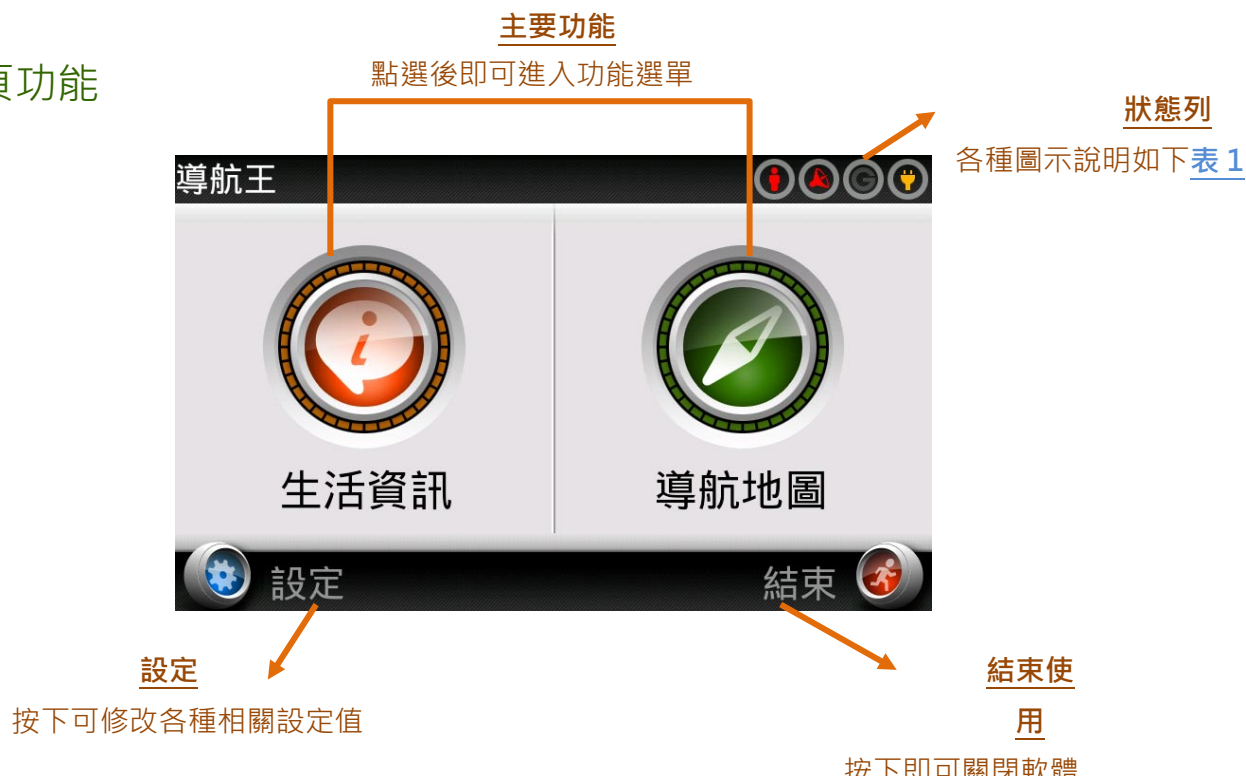 主要功能
點選後即可進入功能選單
頁功能
狀態列
各種圖示說明如下表 1
導航王
生活資訊
導航地圖
設定
結束
設定
按下可修改各種相關設定值
結束使
用
按下即可關閉軟體